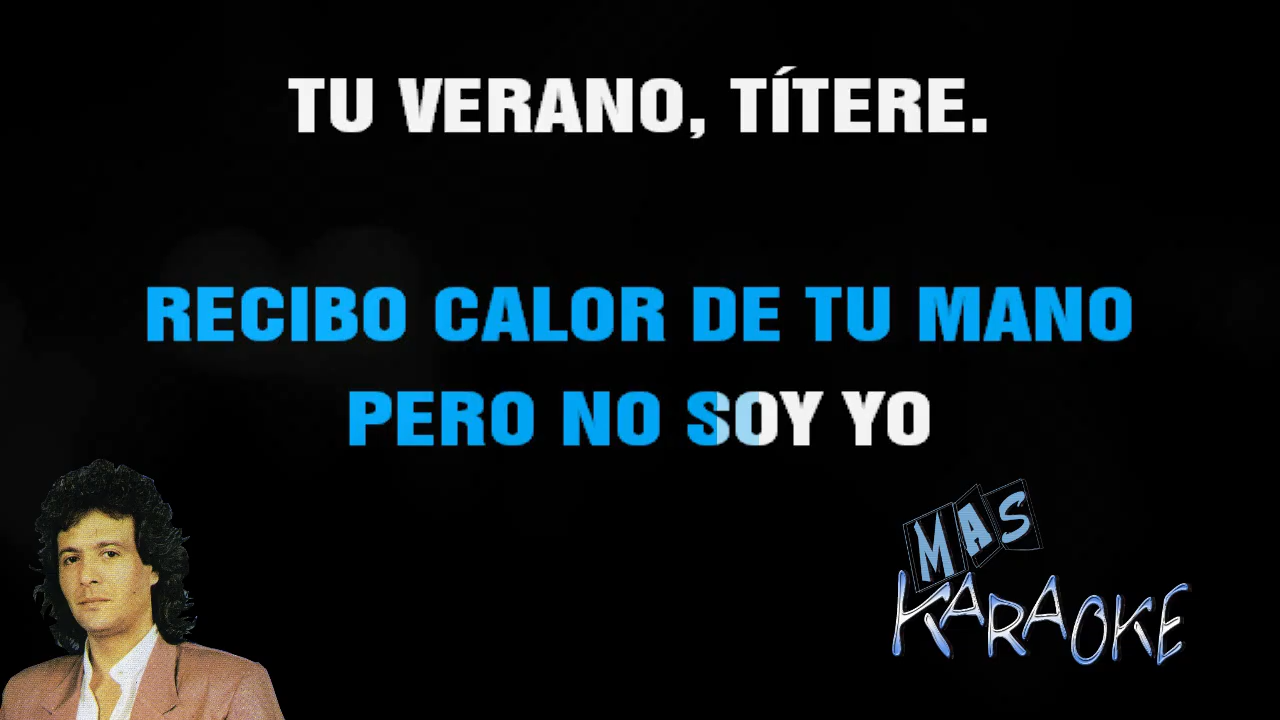 TU VERANO, TÍTERE.
RECIBO CALOR DE TU MANO
PERO NO SOY YO
MAS
KARAOKE